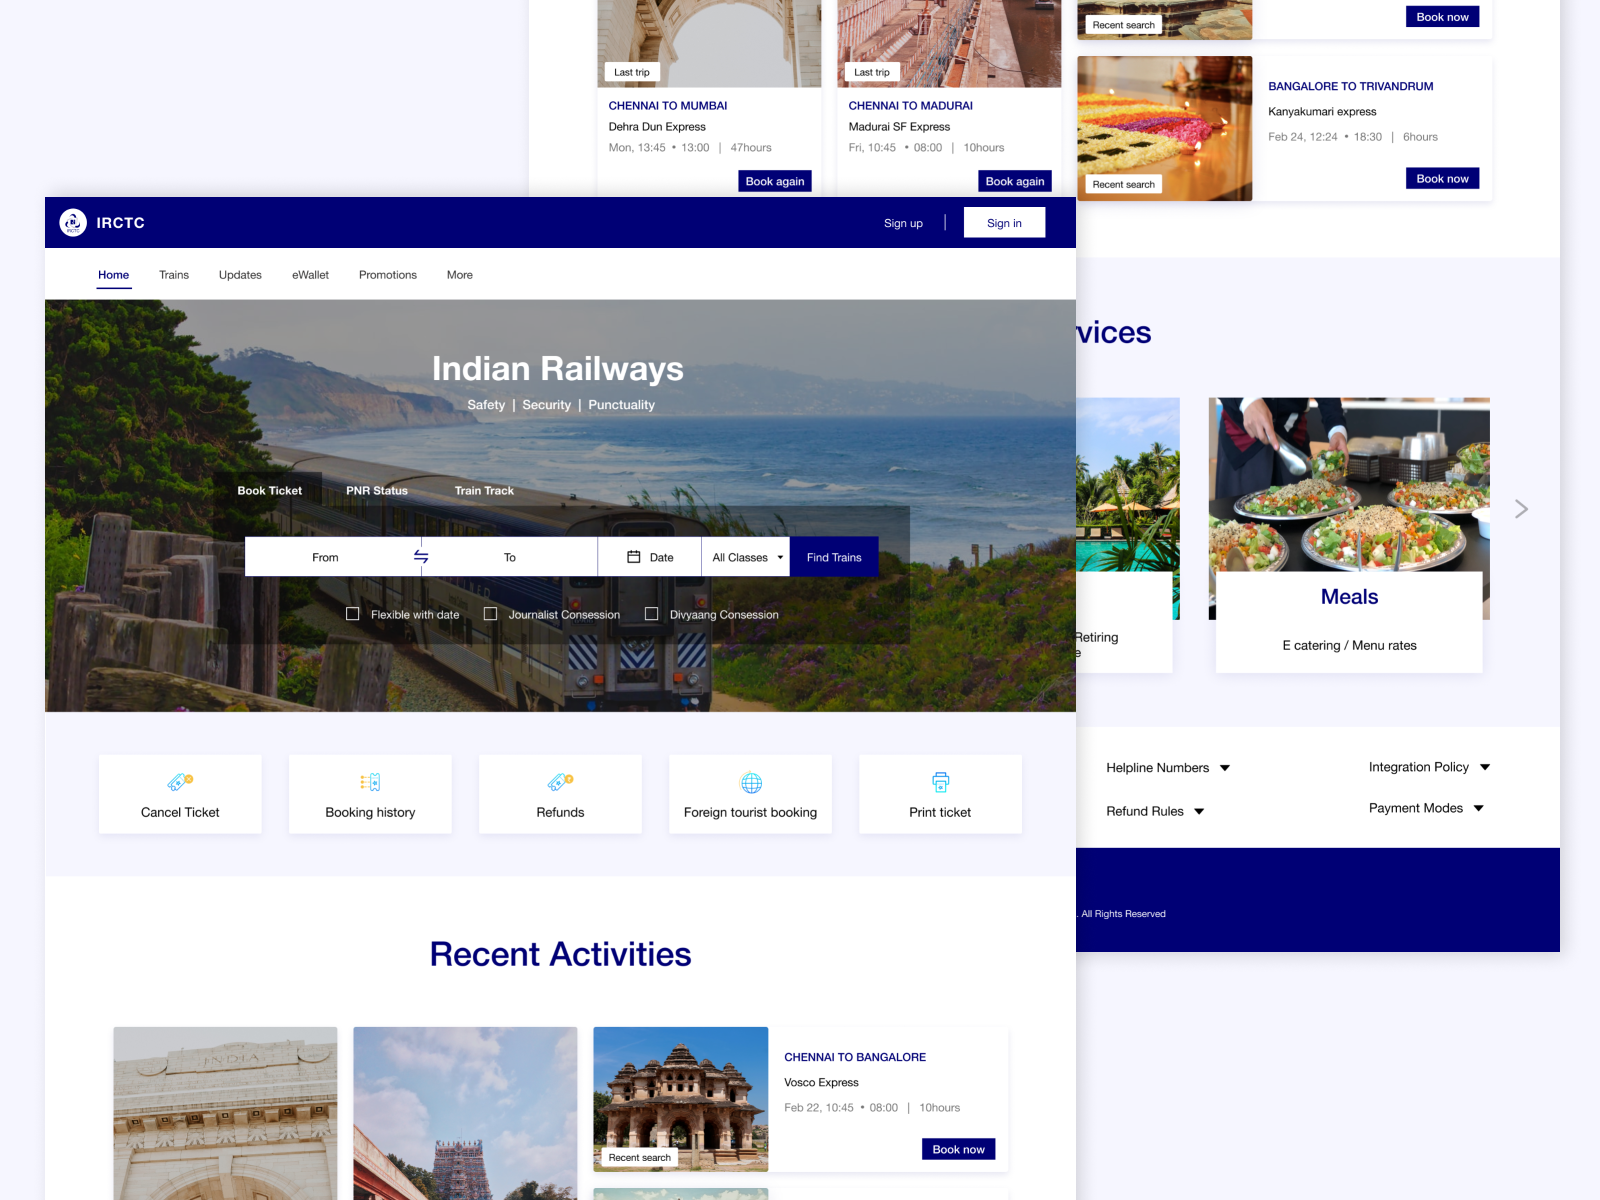 Recent search
Book now
Last trip
Last trip
CHENNAI TO MUMBAI
Dehra Dun Express
Mon, 13:45 • 13:00 | 47hours
Book again
CHENNAI TO MADURAI
Madurai SF Express
Fri, 10:45 • 08:00 | 10hours
Book again
BANGALORE TO TRIVANDRUM
Kanyakumari express
Feb 24, 12:24 • 18:30 | 6hours
Recent search
Book now
IRCTC
Sign up
Sign in
Home Trains Updates eWallet Promotions More
Indian Railways
Safety | Security | Punctuality
Book Ticket PNR Status Train Track
From To Date All Classes Find Trains
Flexible with date Journalist Consession Divyaang Consession
Cancel Ticket
Booking history
Refunds
Foreign tourist booking
Print ticket
Recent Activities
INDIA
CHENNAI TO BANGALORE
Vosco Express
Feb 22, 10:45 • 08:00 | 10hours
Recent search
Book now
vices
Retiring
e
Meals
E catering / Menu rates
Helpline Numbers
Integration Policy
Refund Rules
Payment Modes
. All Rights Reserved